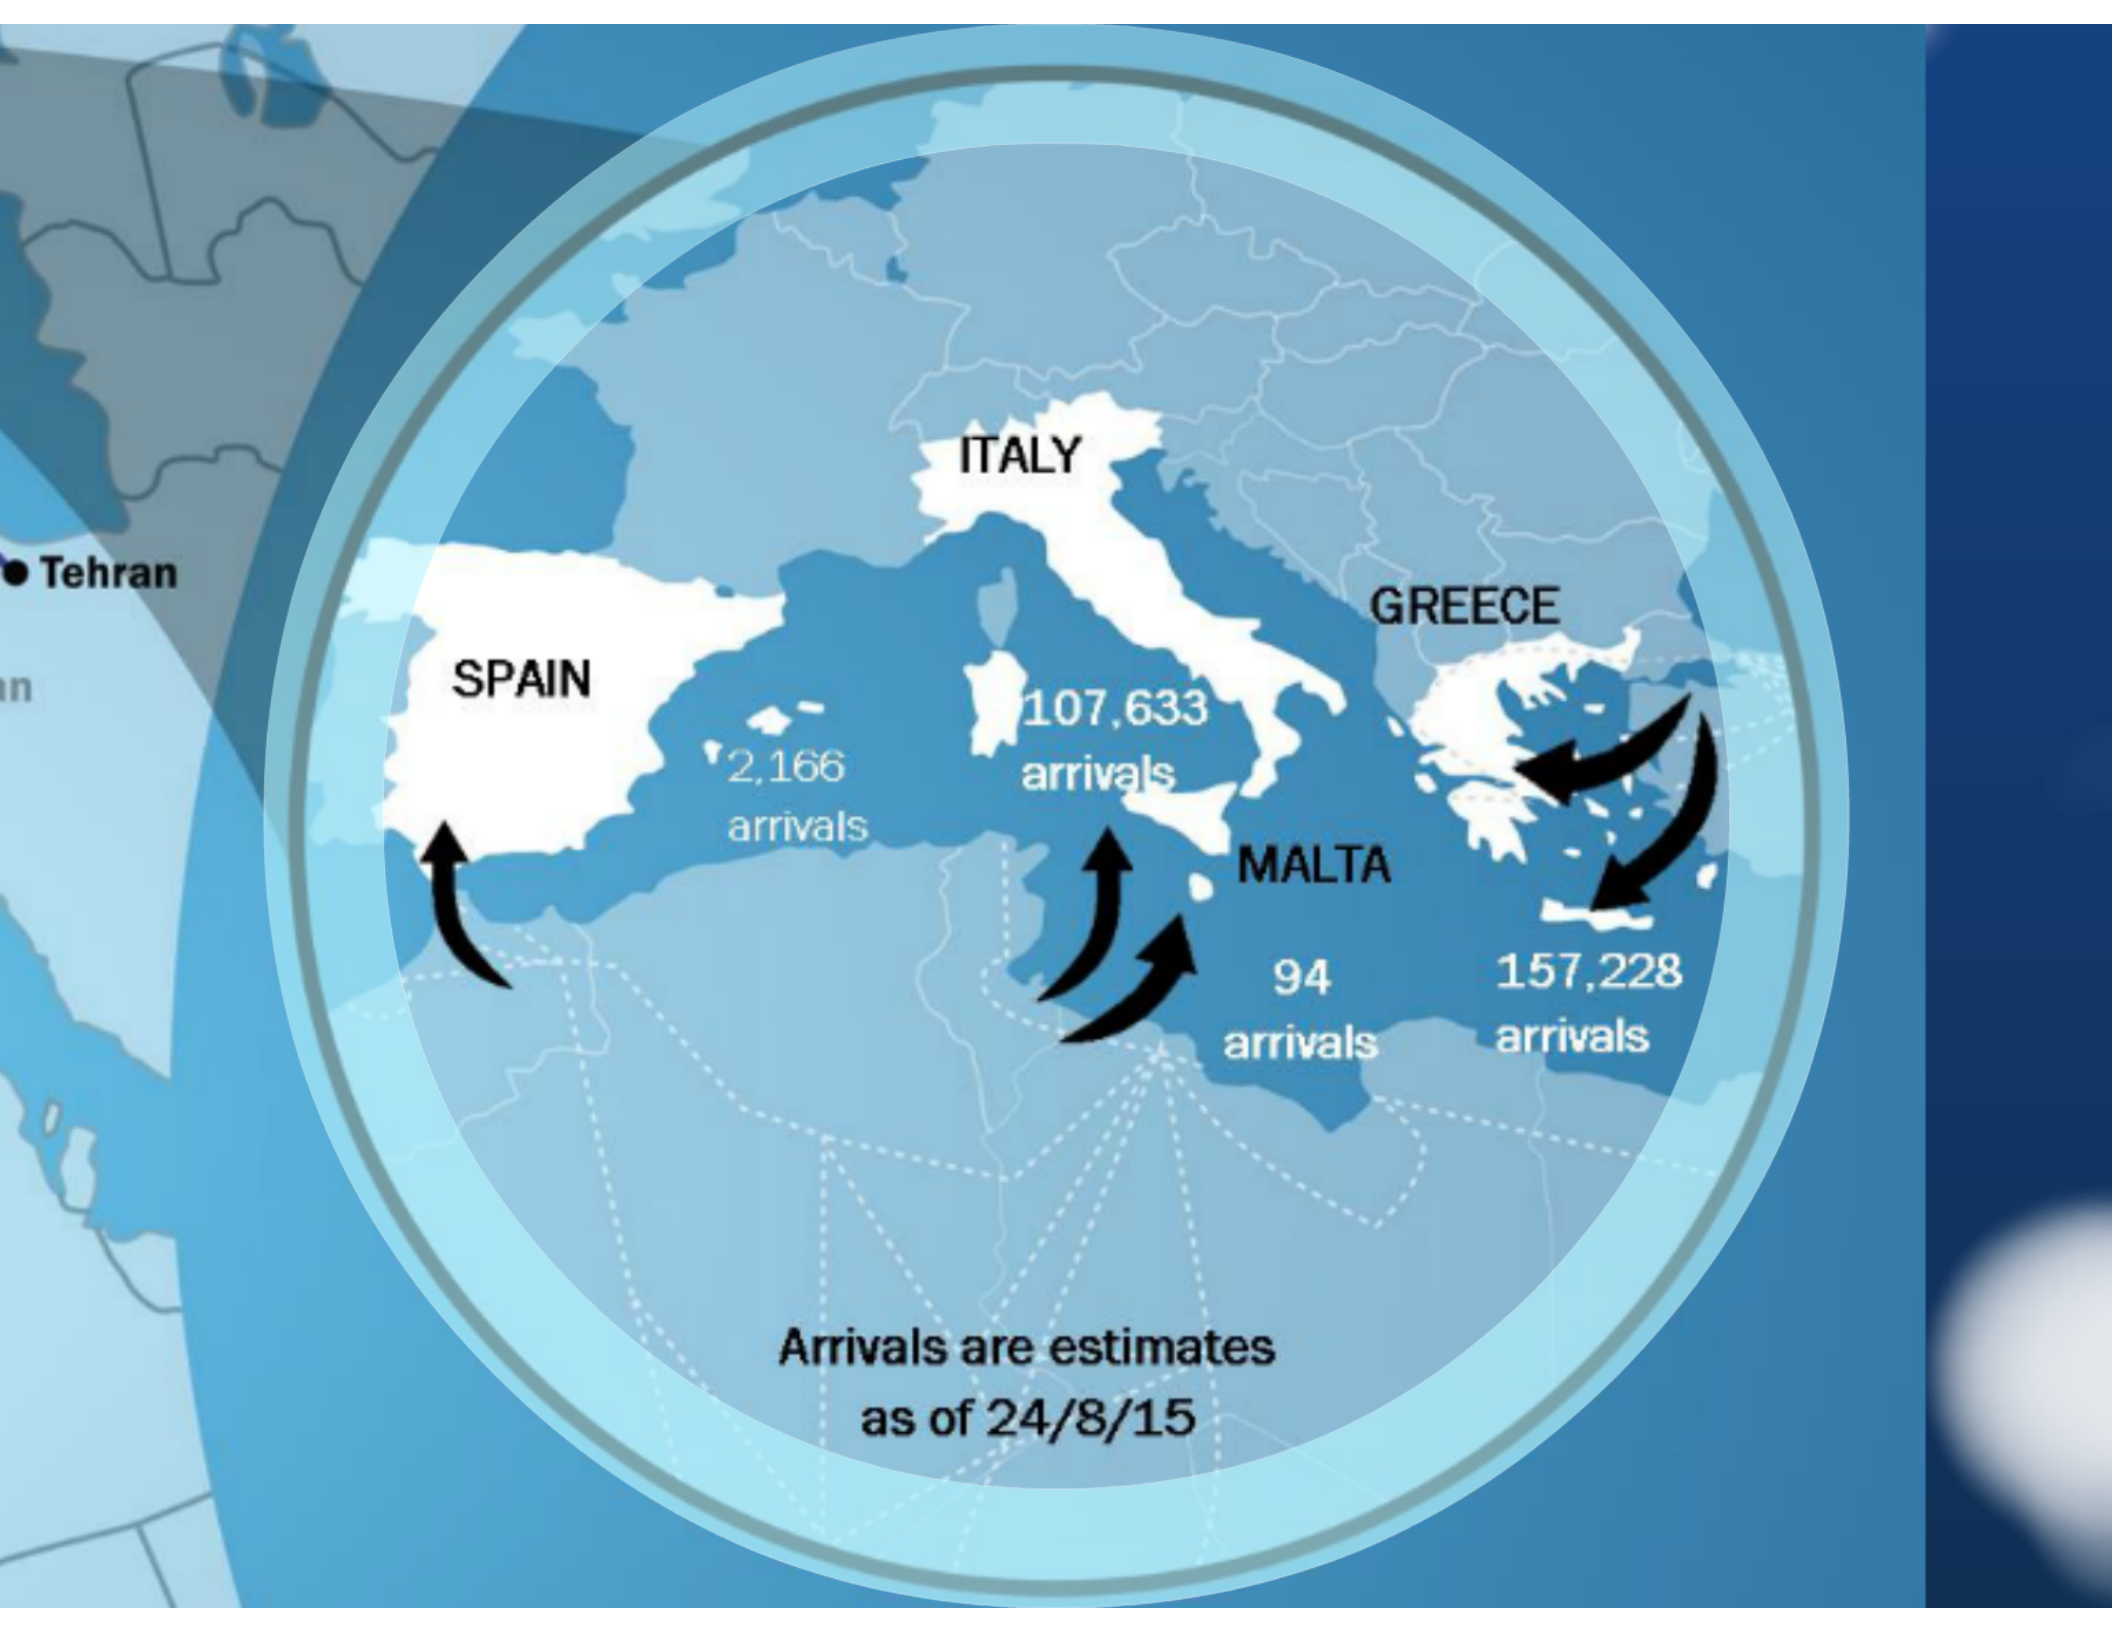 Tehran
an
ITALY
GREECE
SPAIN
107,633
arrivals
2,166
arrivals
MALTA
94
arrivals
157,228
arrivals
Arrivals are estimates
as of 24/8/15